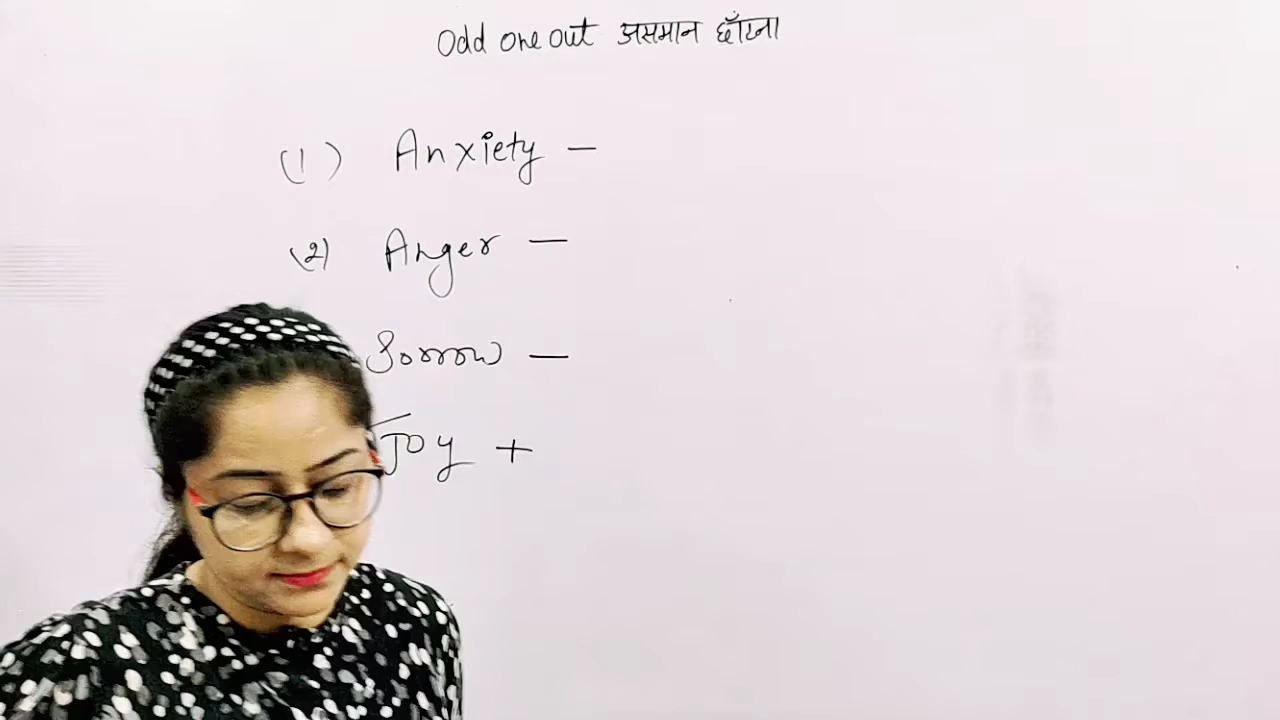 Odd one out असमान छाँटना
(1) Anxiety –
(2) Anger –
Sorrow –
Joy +